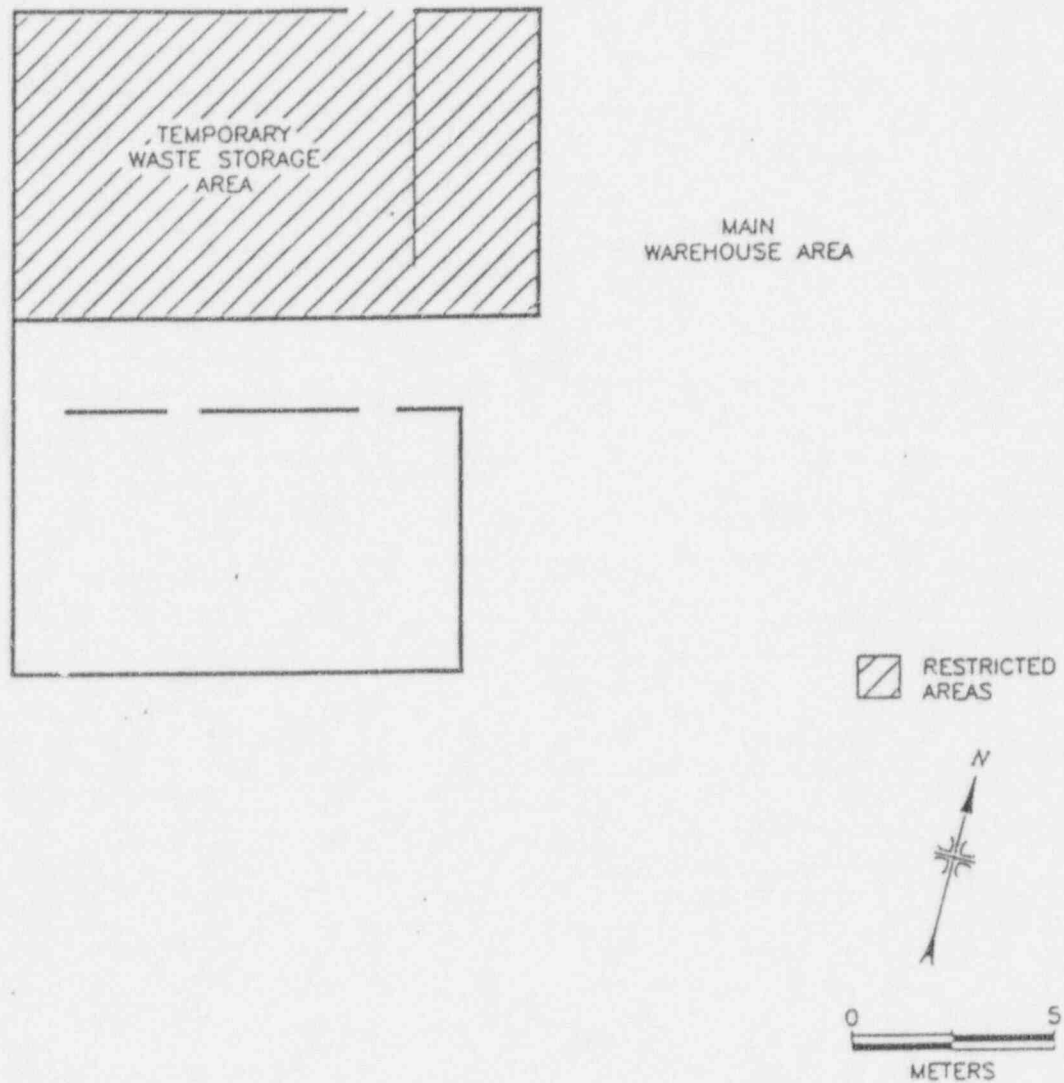 TEMPORARY
WASTE STORAGE
AREA
MAIN
WAREHOUSE AREA
RESTRICTED
AREAS
N
0 5
METERS